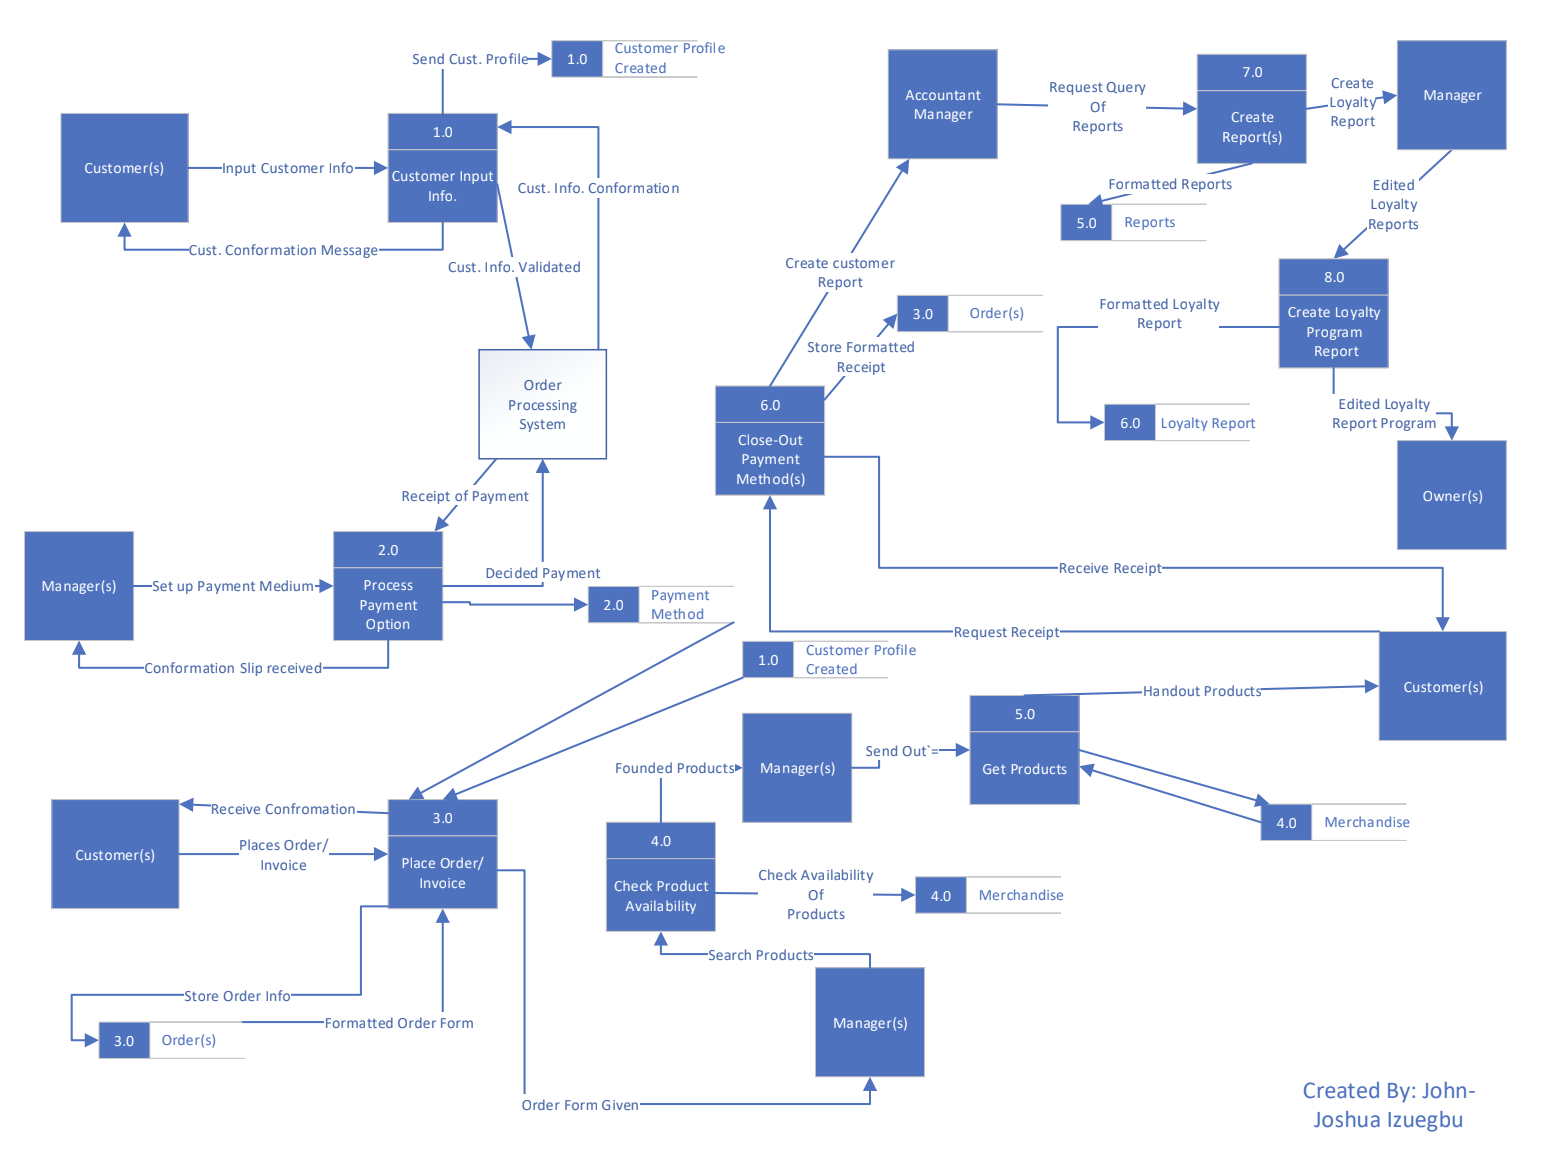 Send Cust. Profile
1.0
Customer Profile
Created
Customer(s)
Input Customer Info
1.0
Customer Input
Info.
Cust. Info. Conformation
Cust. Conformation Message
Cust. Info. Validated
Order
Processing
System
Receipt of Payment
Manager(s)
Set up Payment Medium
2.0
Process
Payment
Option
Decided Payment
2.0
Payment
Method
Conformation Slip received
1.0
Customer Profile
Created
Customer(s)
Receive Confromation
Places Order/
Invoice
3.0
Place Order/
Invoice
Store Order Info
3.0
Order(s)
Formatted Order Form
Order Form Given
Accountant
Manager
Request Query
Of
Reports
7.0
Create
Report(s)
Create
Loyalty
Report
Manager
Formatted Reports
5.0
Reports
Edited
Loyalty
Reports
Create customer
Report
3.0
Order(s)
Store Formatted
Receipt
6.0
Close-Out
Payment
Method(s)
8.0
Create Loyalty
Program
Report
Formatted Loyalty
Report
6.0
Loyalty Report
Edited Loyalty
Report Program
Owner(s)
Receive Receipt
Request Receipt
Customer(s)
Handout Products
5.0
Get Products
Send Out`=
Manager(s)
Founded Products
4.0
Merchandise
4.0
Check Product
Availability
Check Availability
Of
Products
4.0
Merchandise
Search Products
Manager(s)
Created By: John-
Joshua Izuegbu